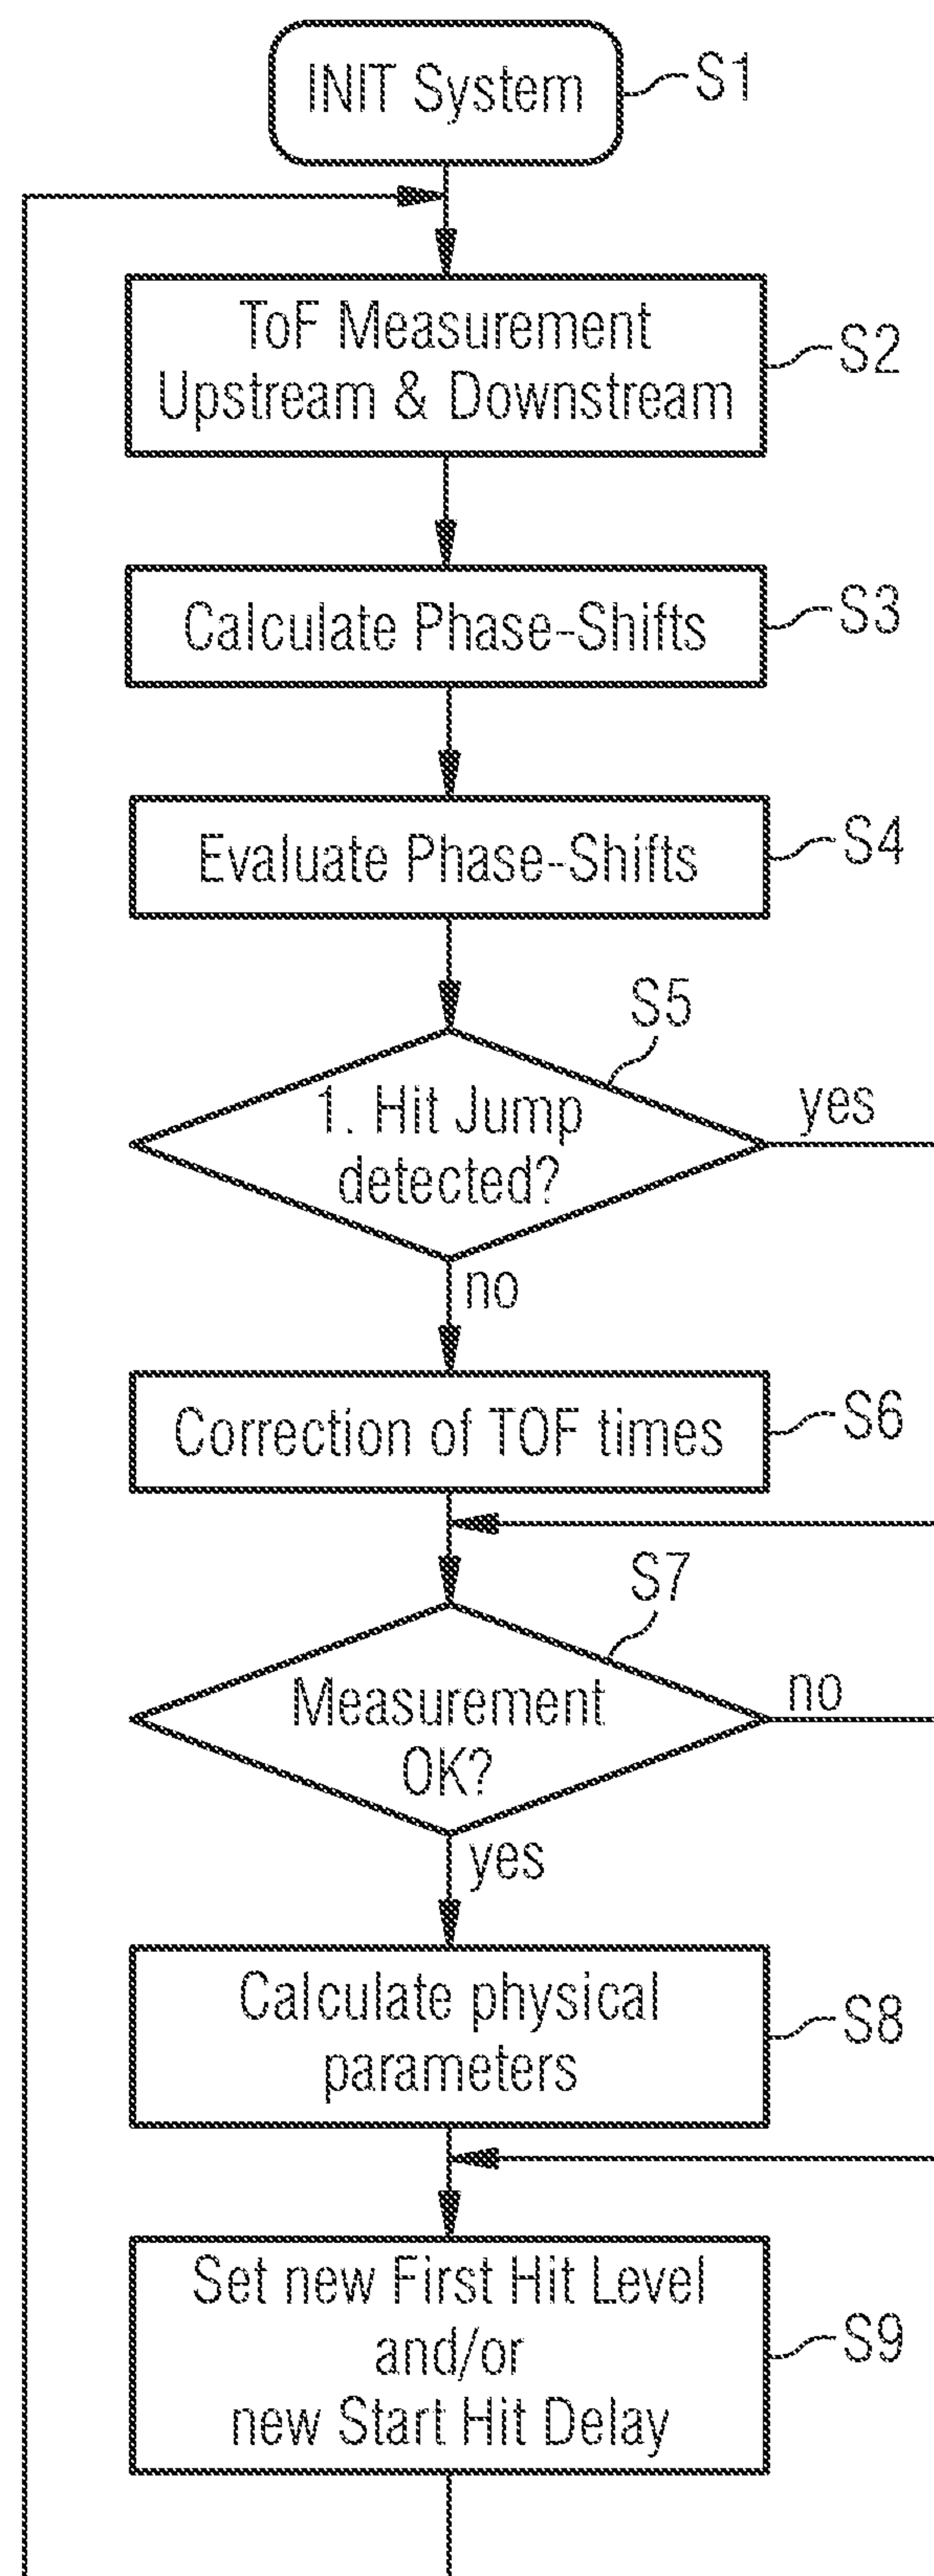 INIT System
S1
ToF Measurement
Upstream & Downstream
S2
Calculate Phase-Shifts
S3
Evaluate Phase-Shifts
S4
S5
1. Hit Jump
detected?
yes
no
Correction of TOF times
S6
S7
Measurement
OK?
no
yes
Calculate physical
parameters
S8
Set new First Hit Level
and/or
new Start Hit Delay
S9